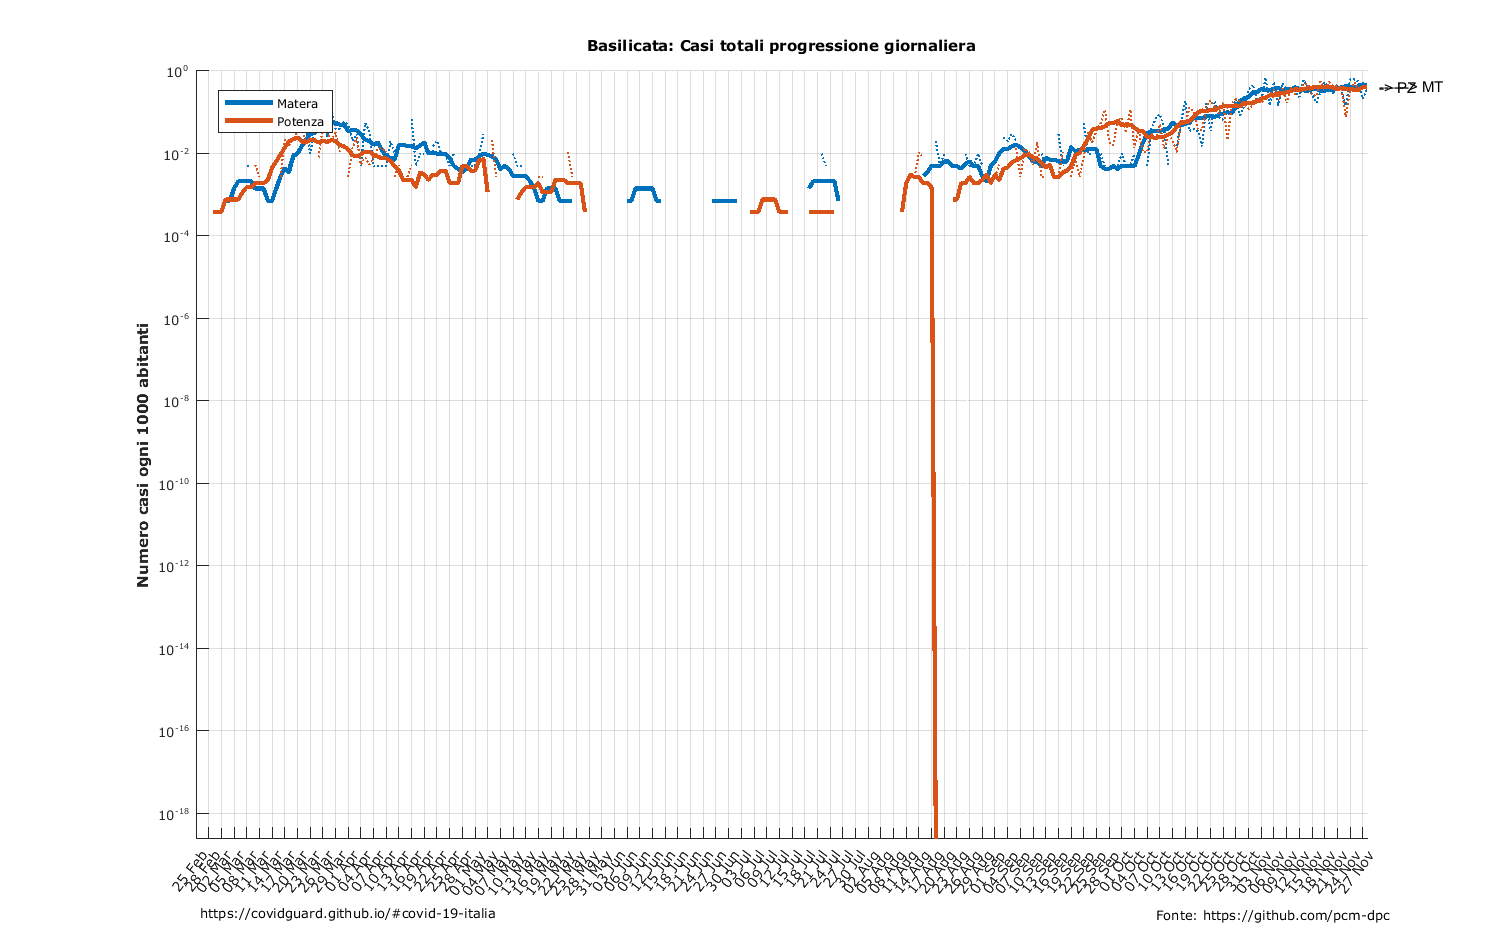 Basilicata: Casi totali progressione giornaliera
Matera
Potenza
-> PZ
---> MT
Numero casi ogni 1000 abitanti
10^0
10^-2
10^-4
10^-6
10^-8
10^-10
10^-12
10^-14
10^-16
10^-18
25 Feb
28 Feb
02 Mar
05 Mar
08 Mar
11 Mar
14 Mar
17 Mar
20 Mar
23 Mar
26 Mar
29 Mar
01 Apr
04 Apr
07 Apr
10 Apr
13 Apr
16 Apr
19 Apr
22 Apr
25 Apr
28 Apr
01 May
04 May
07 May
10 May
13 May
16 May
19 May
22 May
25 May
28 May
31 May
03 Jun
06 Jun
09 Jun
12 Jun
15 Jun
18 Jun
21 Jun
24 Jun
27 Jun
30 Jun
03 Jul
06 Jul
09 Jul
12 Jul
15 Jul
18 Jul
21 Jul
24 Jul
27 Jul
30 Jul
02 Aug
05 Aug
08 Aug
11 Aug
14 Aug
17 Aug
20 Aug
23 Aug
26 Aug
29 Aug
01 Sep
04 Sep
07 Sep
10 Sep
13 Sep
16 Sep
19 Sep
22 Sep
25 Sep
28 Sep
01 Oct
04 Oct
07 Oct
10 Oct
13 Oct
16 Oct
19 Oct
22 Oct
25 Oct
28 Oct
31 Oct
03 Nov
06 Nov
09 Nov
12 Nov
15 Nov
18 Nov
21 Nov
24 Nov
27 Nov
https://covidguard.github.io/#covid-19-italia
Fonte: https://github.com/pcm-dpc